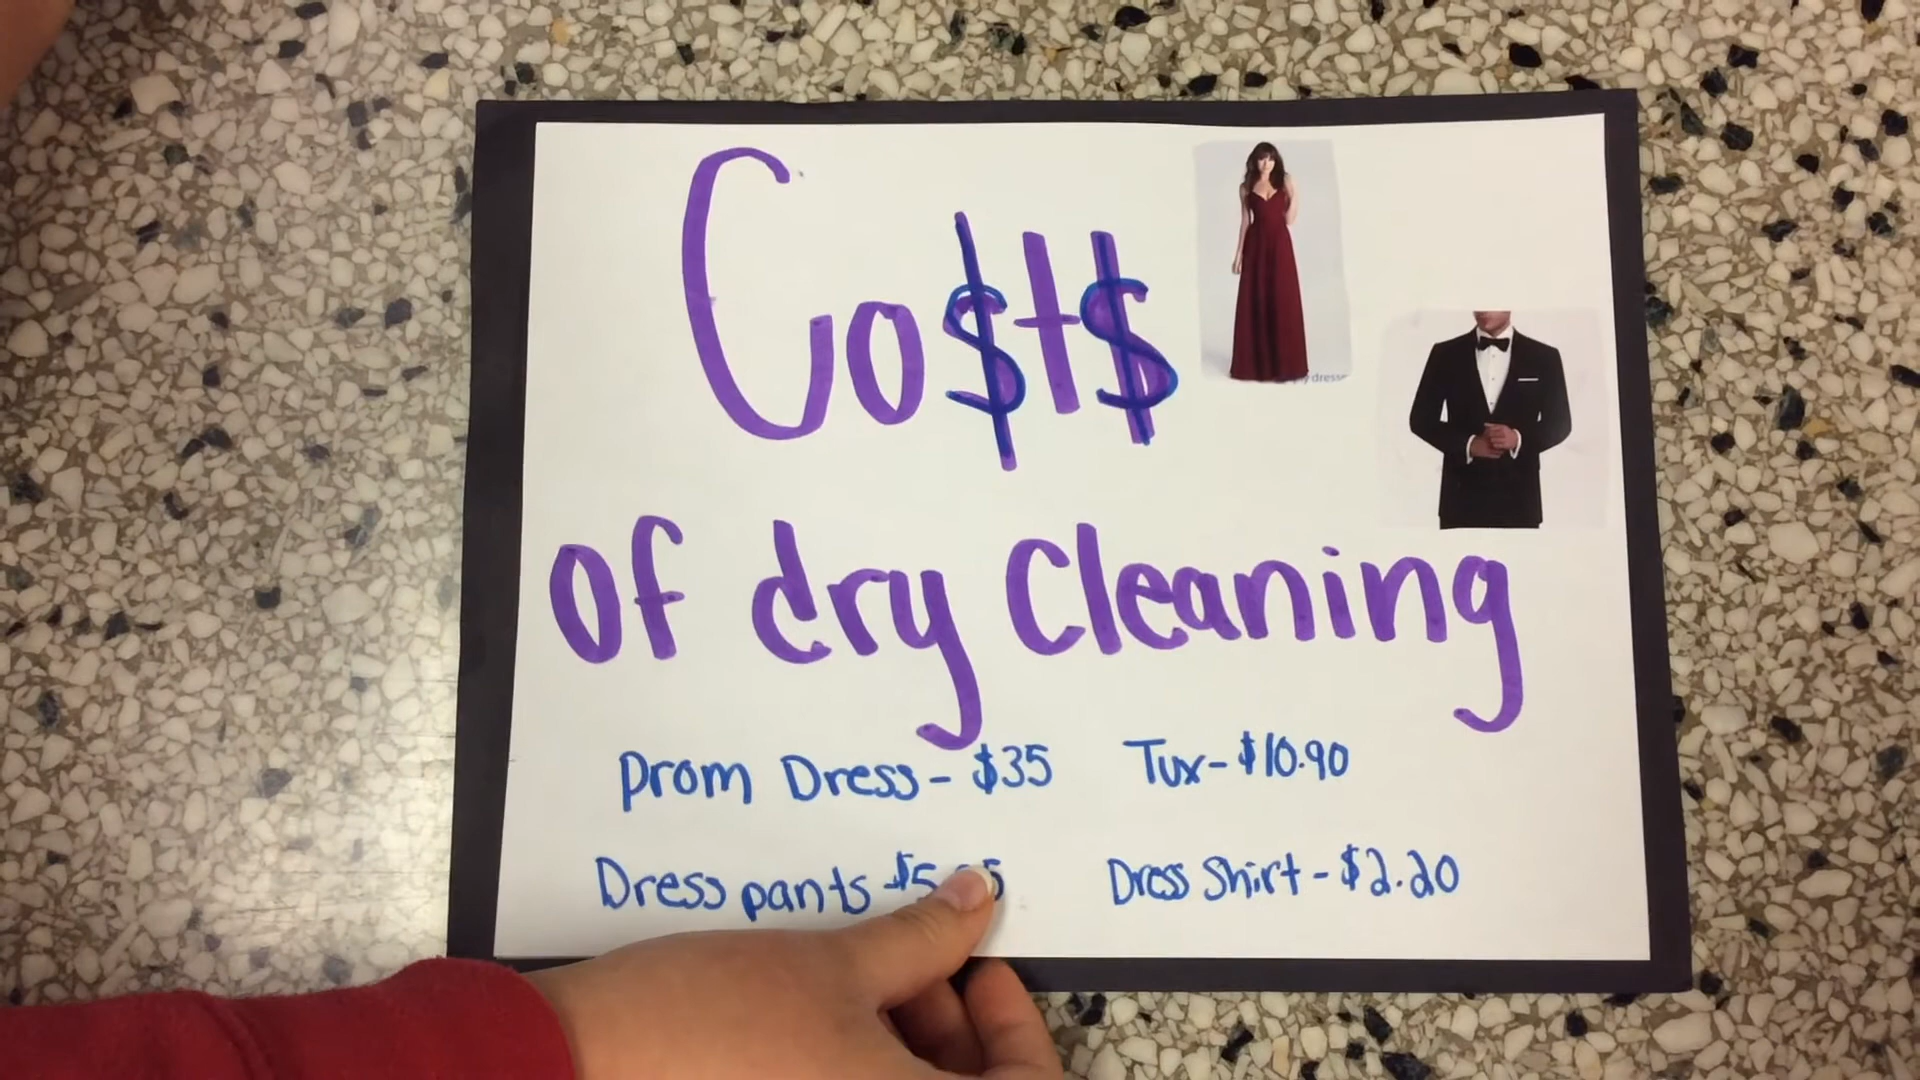 Co$t$
of dry cleaning
Prom Dress - $35 Tux - $10.90
Dress pants Dress Shirt - $2.20